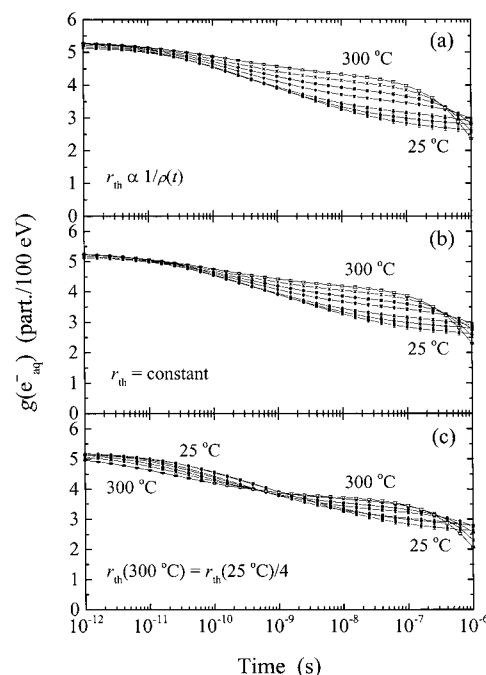 (a)
6
5
4
3
2
1
0
300 °C
25 °C
r_th ∝ 1/ρ(t)
(b)
6
5
4
3
2
1
0
300 °C
25 °C
r_th = constant
(c)
6
5
4
3
2
1
0
25 °C
300 °C
300 °C
25 °C
r_th(300 °C) = r_th(25 °C)/4
g(e⁻_aq) (part./100 eV)
10⁻¹² 10⁻¹¹ 10⁻¹⁰ 10⁻⁹ 10⁻⁸ 10⁻⁷ 10⁻⁶
Time (s)